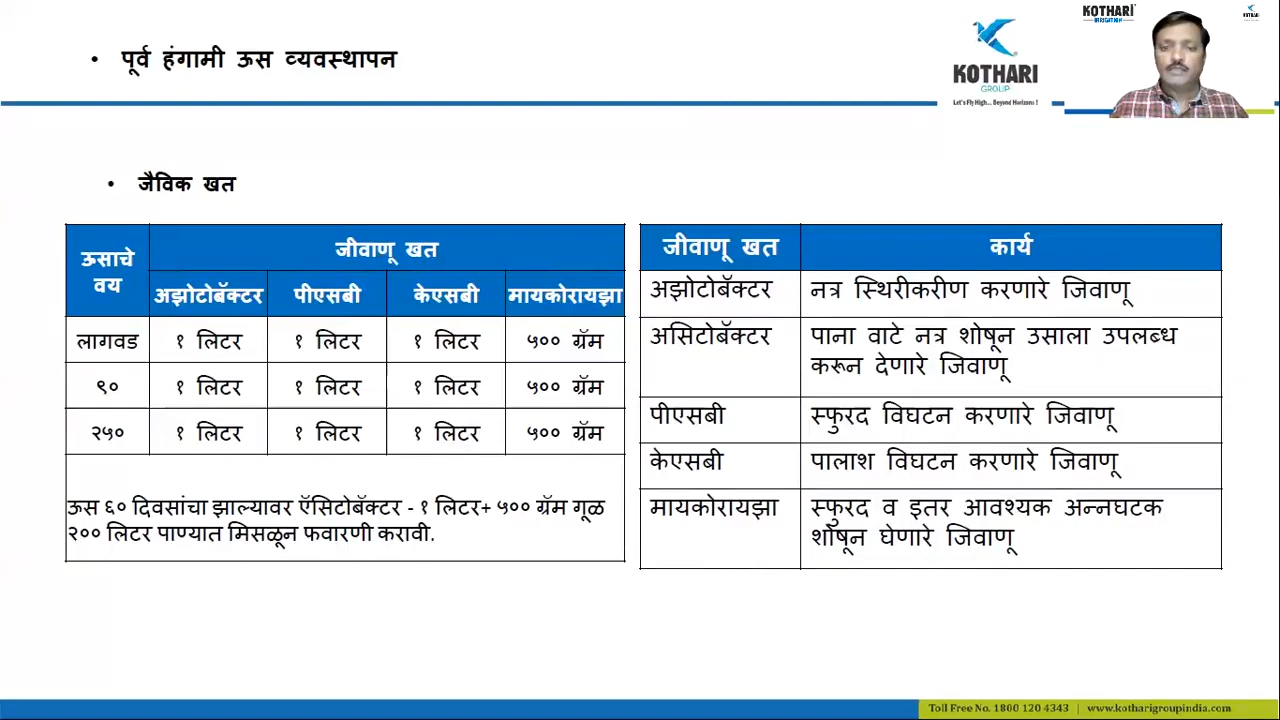 • पूर्व हंगामी ऊस व्यवस्थापन
KOTHARI
GROUP
Let's Fly High... Beyond Horizons !
KOTHARI
IRRIGATION
KOTHARI
• जैविक खत
ऊसाचे वय
जीवाणू खत
अझोटोबॅक्टर पीएसबी केएसबी मायकोरायझा
लागवड १ लिटर १ लिटर १ लिटर ५०० ग्रॅम
९० १ लिटर १ लिटर १ लिटर ५०० ग्रॅम
२५० १ लिटर १ लिटर १ लिटर ५०० ग्रॅम
ऊस ६० दिवसांचा झाल्यावर ऍसिटोबॅक्टर - १ लिटर+ ५०० ग्रॅम गूळ
२०० लिटर पाण्यात मिसळून फवारणी करावी.
जीवाणू खत कार्य
अझोटोबॅक्टर नत्र स्थिरीकरीण करणारे जिवाणू
असिटोबॅक्टर पाना वाटे नत्र शोषून उसाला उपलब्ध
करून देणारे जिवाणू
पीएसबी स्फुरद विघटन करणारे जिवाणू
केएसबी पालाश विघटन करणारे जिवाणू
मायकोरायझा स्फुरद व इतर आवश्यक अन्नघटक
शोषून घेणारे जिवाणू
Toll Free No. 1800 120 4343 | www.kotharigroupindia.com